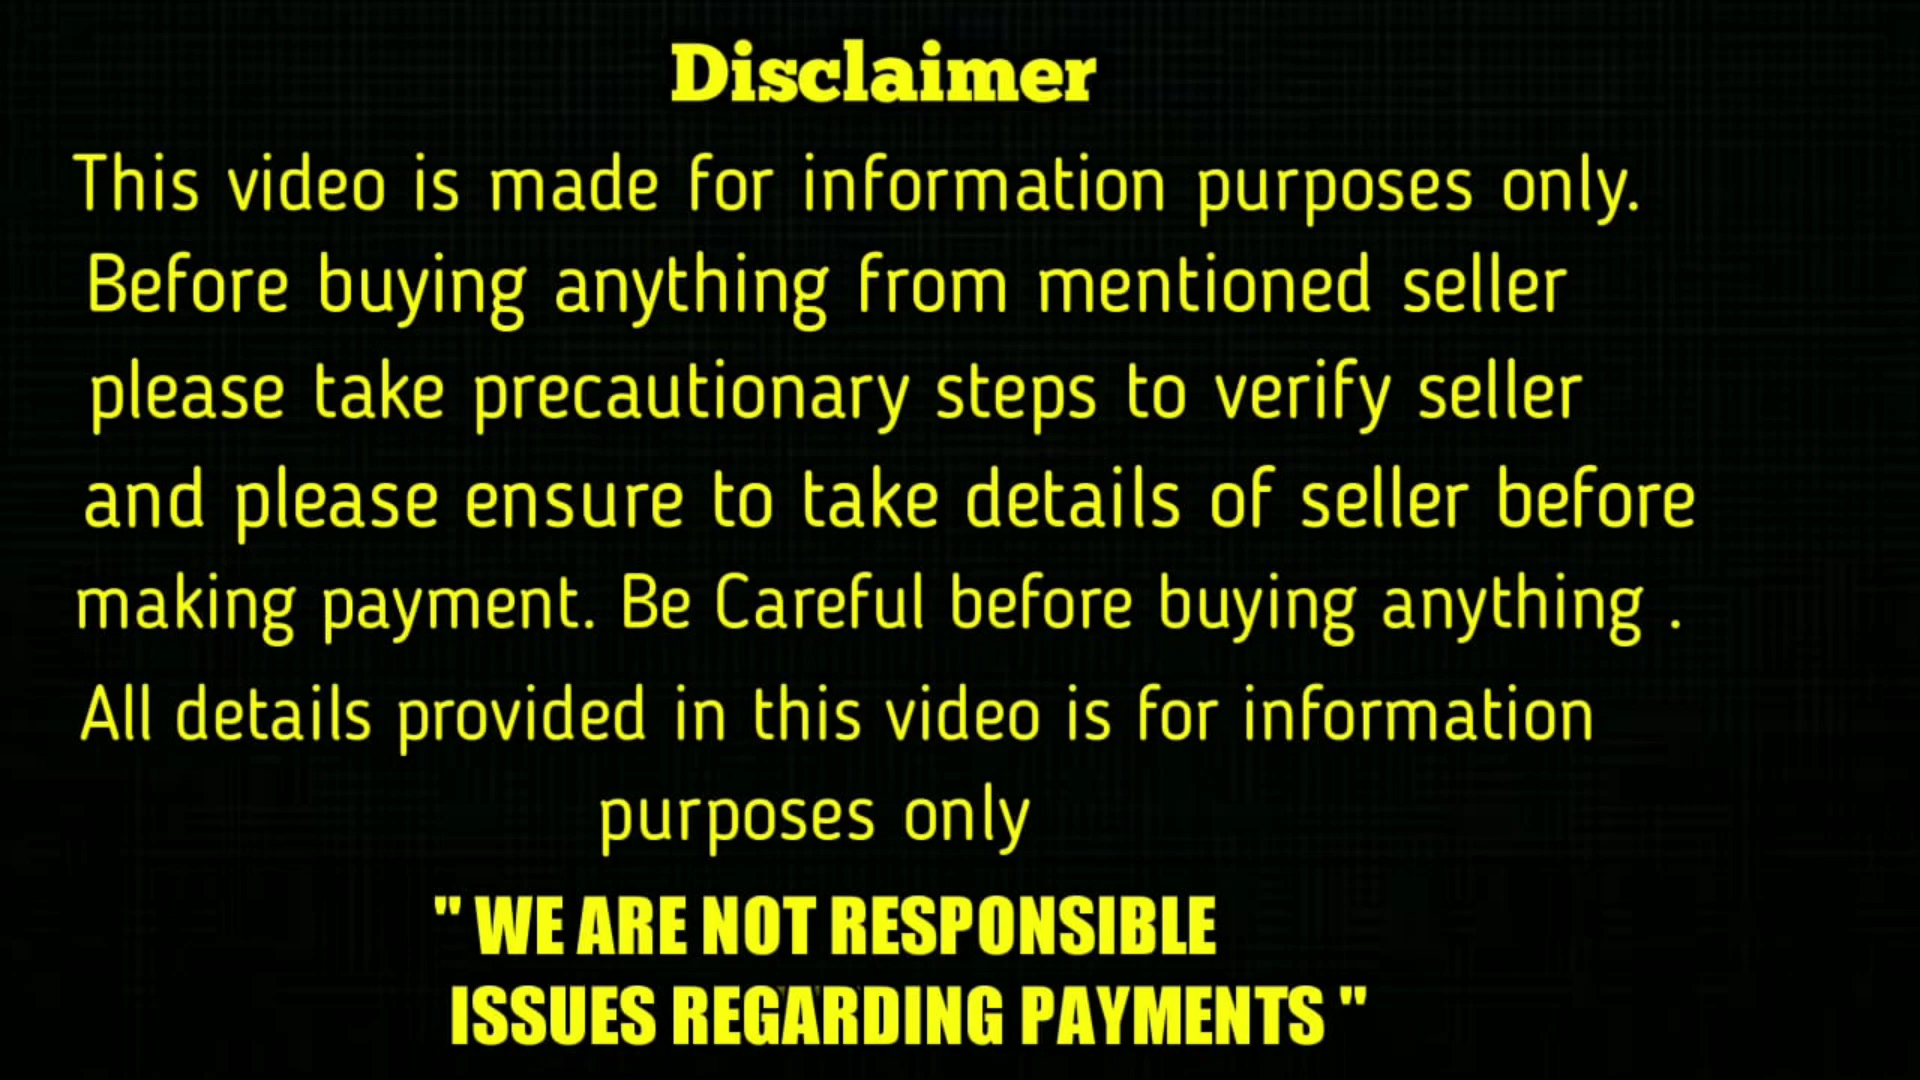 Disclaimer
This video is made for information purposes only.
Before buying anything from mentioned seller
please take precautionary steps to verify seller
and please ensure to take details of seller before
making payment. Be Careful before buying anything .
All details provided in this video is for information
purposes only
" WE ARE NOT RESPONSIBLE
ISSUES REGARDING PAYMENTS "